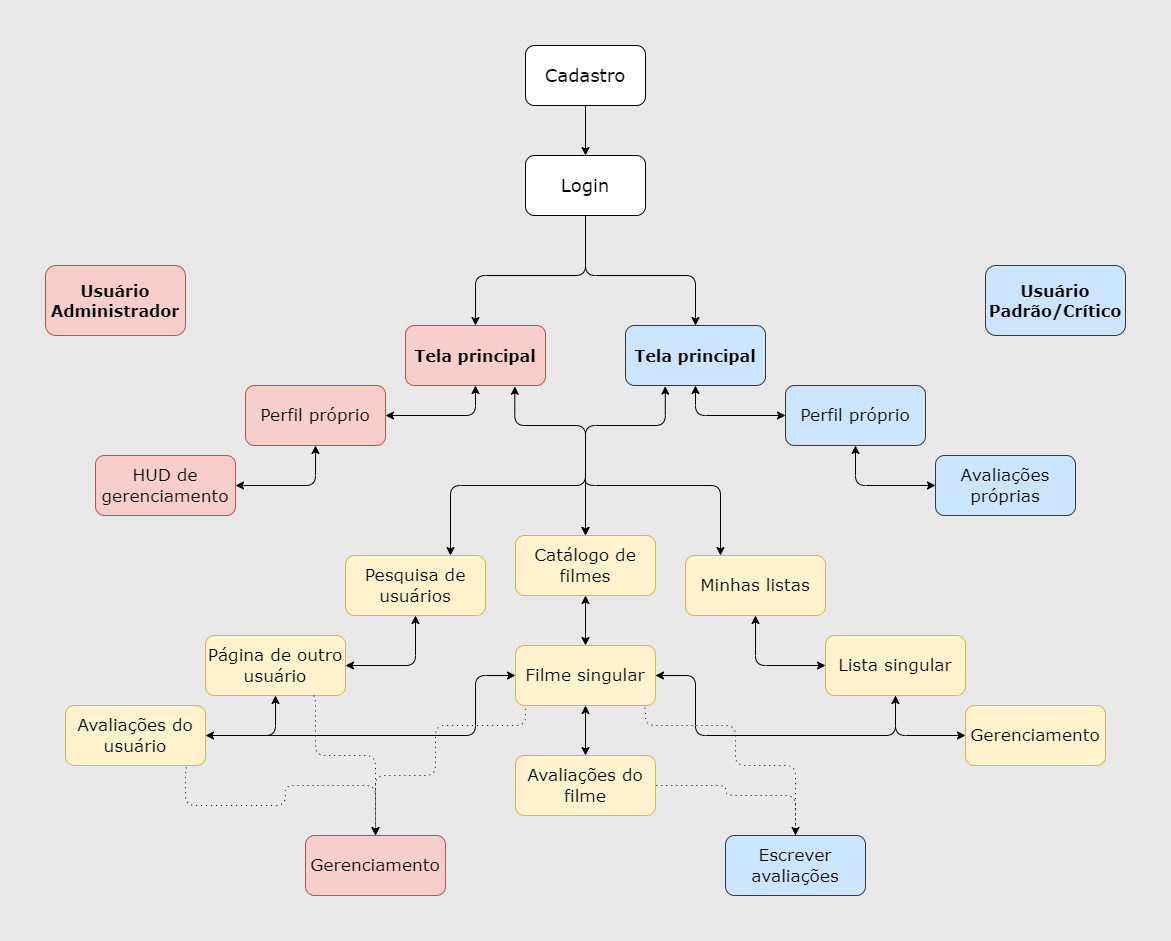 Cadastro
Login
Usuário
Administrador
Usuário
Padrão/Crítico
Tela principal
Tela principal
Perfil próprio
Perfil próprio
HUD de
gerenciamento
Avaliações
próprias
Pesquisa de
usuários
Catálogo de
filmes
Minhas listas
Página de outro
usuário
Filme singular
Lista singular
Avaliações do
usuário
Gerenciamento
Avaliações do
filme
Gerenciamento
Escrever
avaliações